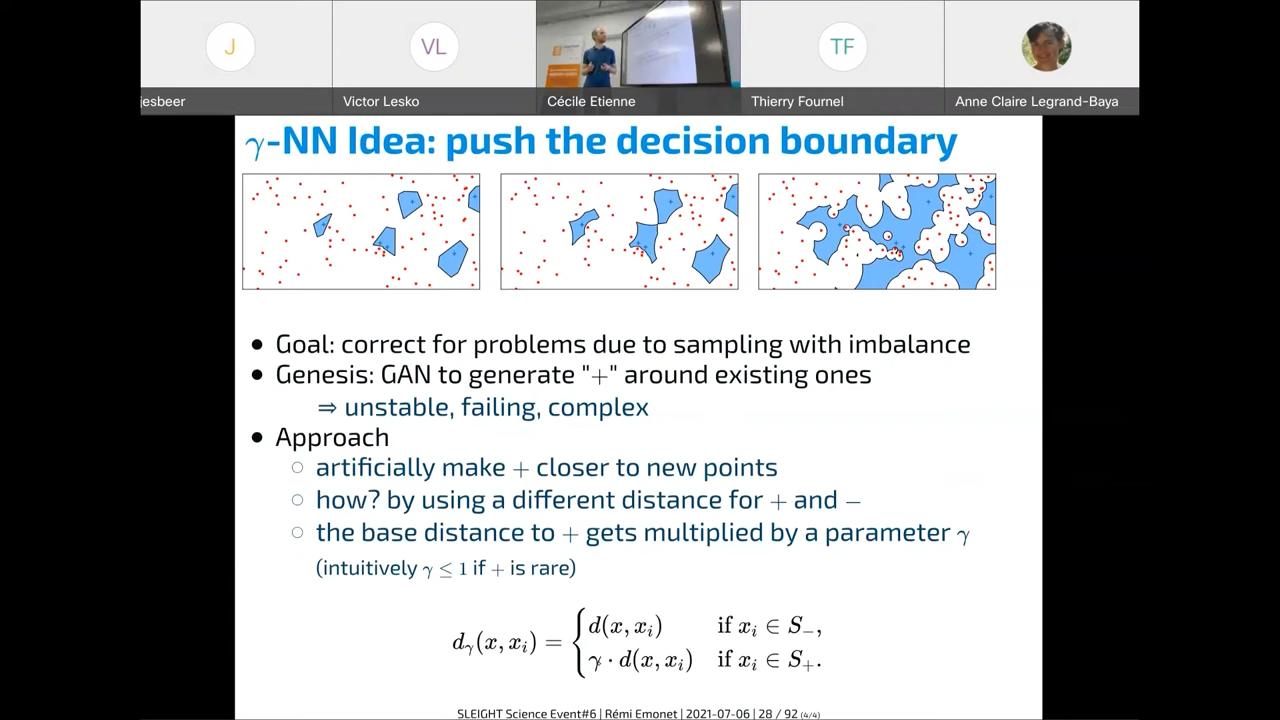 J
VL
TF
jesbeer
Victor Lesko
Cécile Etienne
Thierry Fournel
Anne Claire Legrand-Baya
γ-NN Idea: push the decision boundary
• Goal: correct for problems due to sampling with imbalance
• Genesis: GAN to generate "+" around existing ones
⇒ unstable, failing, complex
• Approach
○ artificially make + closer to new points
○ how? by using a different distance for + and −
○ the base distance to + gets multiplied by a parameter γ
(intuitively γ ≤ 1 if + is rare)
d_γ(x, x_i) = { d(x, x_i) if x_i ∈ S_−,
γ · d(x, x_i) if x_i ∈ S_+.
SLEIGHT Science Event#6 | Rémi Emonet | 2021-07-06 | 28 / 92 (4/4)